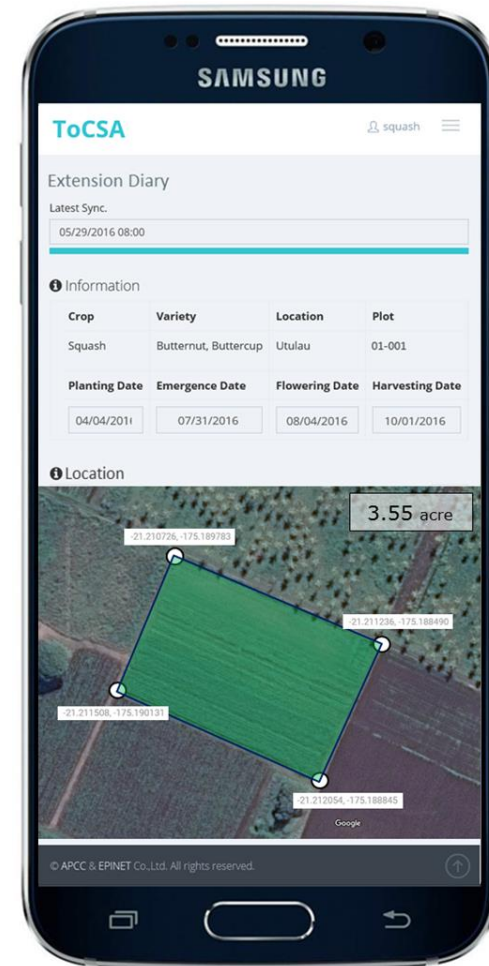 SAMSUNG
ToCSA
squash
Extension Diary
Latest Sync.
05/29/2016 08:00
Information
Crop Variety Location Plot
Squash Butternut, Buttercup Utulau 01-001
Planting Date Emergence Date Flowering Date Harvesting Date
04/04/201 07/31/2016 08/04/2016 10/01/2016
Location
3.55 acre
-21.210726, -175.189783
-21.211236, -175.188490
-21.211508, -175.190131
-21.212054, -175.188845
Google
© APCC & EPINET Co.,Ltd. All rights reserved.